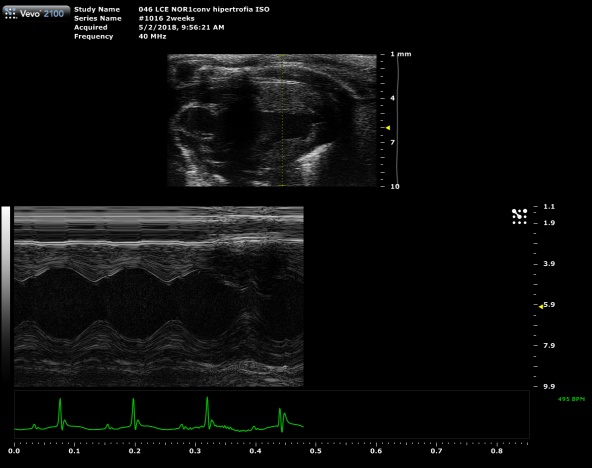 Vevo 2100
Study Name 046 LCE NOR1conv hipertrofia ISO
Series Name #1016 2weeks
Acquired 5/2/2018, 9:56:21 AM
Frequency 40 MHz
1 mm
4
7
10
1.1
1.9
3.9
5.9
7.9
9.9
495 BPM
0.0 0.1 0.2 0.3 0.4 0.5 0.6 0.7 0.8